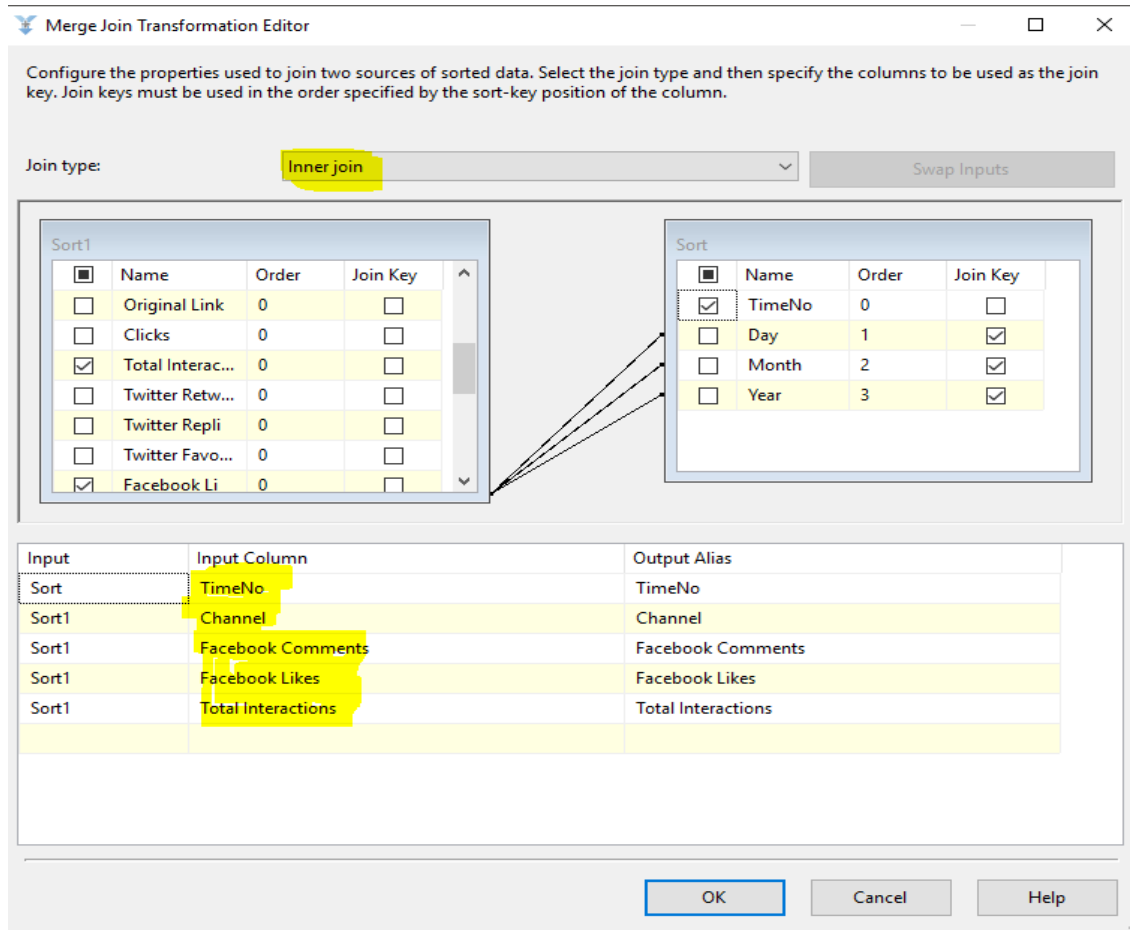 Merge Join Transformation Editor
Configure the properties used to join two sources of sorted data. Select the join type and then specify the columns to be used as the join
key. Join keys must be used in the order specified by the sort-key position of the column.
Join type: Inner join Swap Inputs
Sort1
Name Order Join Key
Original Link 0
Clicks 0
Total Interac... 0
Twitter Retw... 0
Twitter Repli 0
Twitter Favo... 0
Facebook Li 0
Sort
Name Order Join Key
TimeNo 0
Day 1
Month 2
Year 3
Input Input Column Output Alias
Sort TimeNo TimeNo
Sort1 Channel Channel
Sort1 Facebook Comments Facebook Comments
Sort1 Facebook Likes Facebook Likes
Sort1 Total Interactions Total Interactions
OK Cancel Help